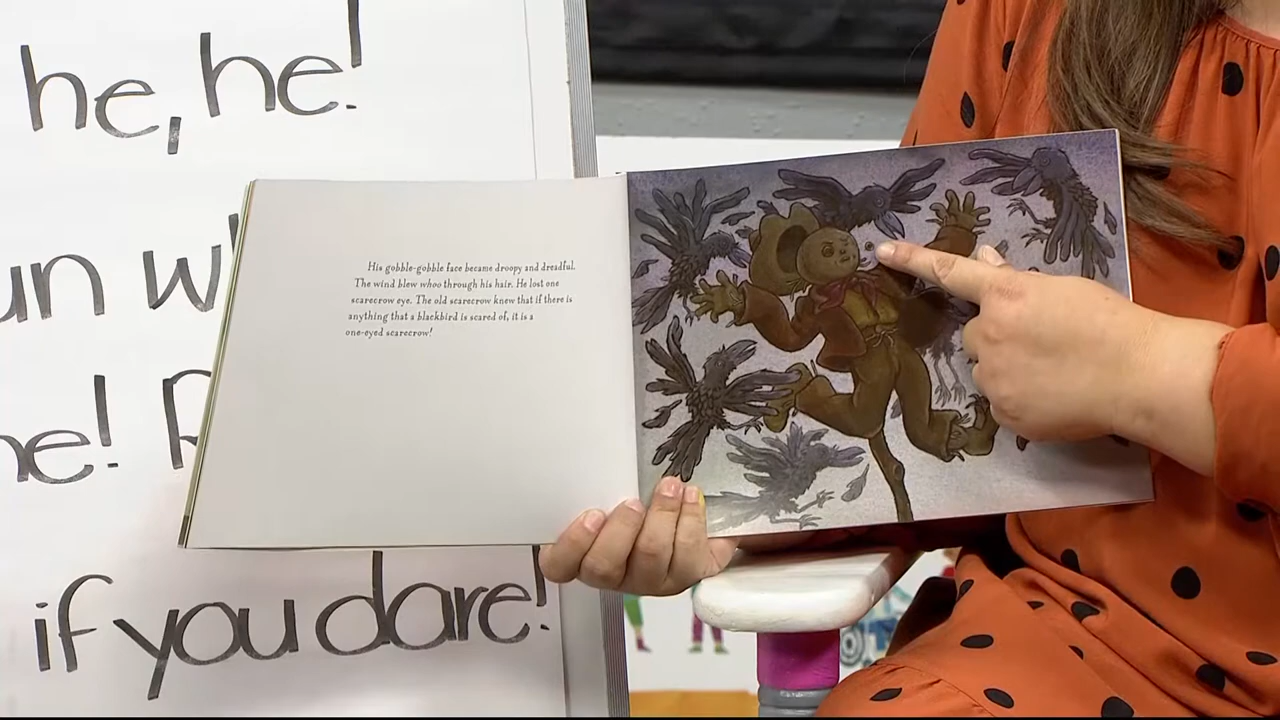 he, he!
un w
he! R
if you dare!
His gobble-gobble face became droopy and dreadful.
The wind blew whoo through his hair. He lost one
scarecrow eye. The old scarecrow knew that if there is
anything that a blackbird is scared of, it is a
one-eyed scarecrow!